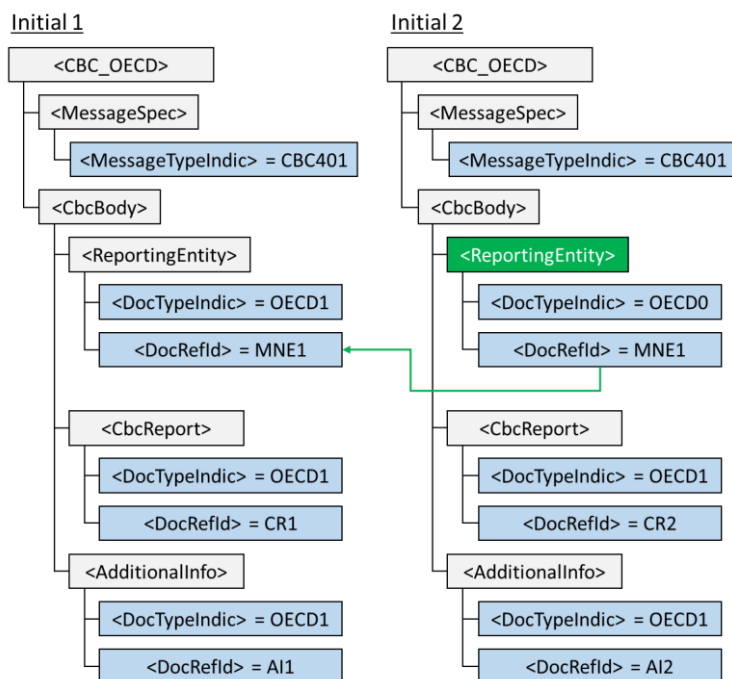 Initial 1
<CBC_OECD>
<MessageSpec>
<MessageTypeIndic> = CBC401
<CbcBody>
<ReportingEntity>
<DocTypeIndic> = OECD1
<DocRefId> = MNE1
<CbcReport>
<DocTypeIndic> = OECD1
<DocRefId> = CR1
<AdditionalInfo>
<DocTypeIndic> = OECD1
<DocRefId> = AI1
Initial 2
<CBC_OECD>
<MessageSpec>
<MessageTypeIndic> = CBC401
<CbcBody>
<ReportingEntity>
<DocTypeIndic> = OECD0
<DocRefId> = MNE1
<CbcReport>
<DocTypeIndic> = OECD1
<DocRefId> = CR2
<AdditionalInfo>
<DocTypeIndic> = OECD1
<DocRefId> = AI2